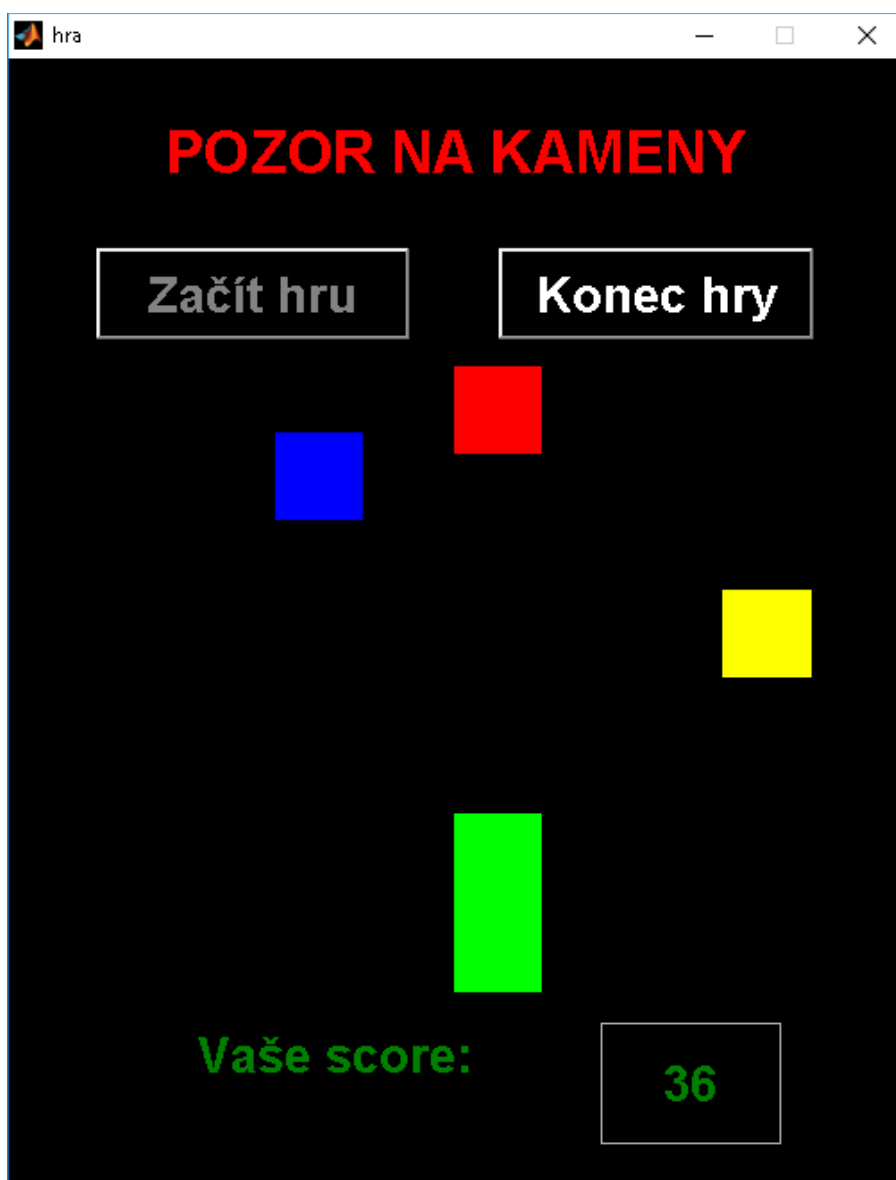 hra
POZOR NA KAMENY
Začít hru
Konec hry
Vaše score:
36